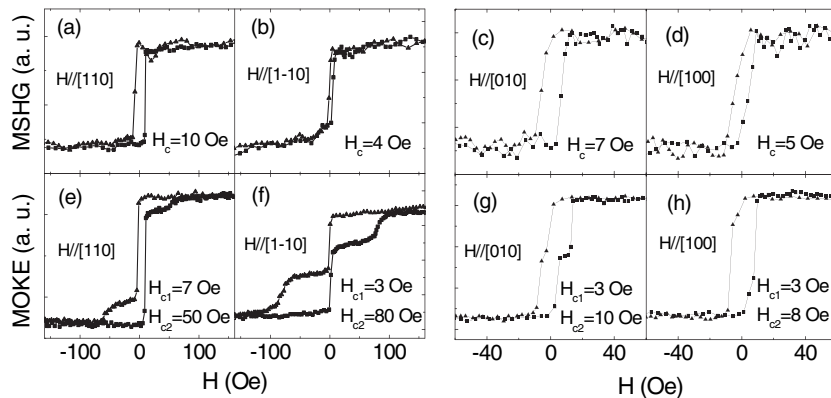 (a)
H//[110]
H_c=10 Oe
(b)
H//[1-10]
H_c=4 Oe
(c)
H//[010]
H_c=7 Oe
(d)
H//[100]
H_c=5 Oe
MSHG (a. u.)
(e)
H//[110]
H_c1=7 Oe
H_c2=50 Oe
(f)
H//[1-10]
H_c1=3 Oe
H_c2=80 Oe
(g)
H//[010]
H_c1=3 Oe
H_c2=10 Oe
(h)
H//[100]
H_c1=3 Oe
H_c2=8 Oe
MOKE (a. u.)
-100 0 100 -100 0 100 -40 0 40 -40 0 40
H (Oe) H (Oe)